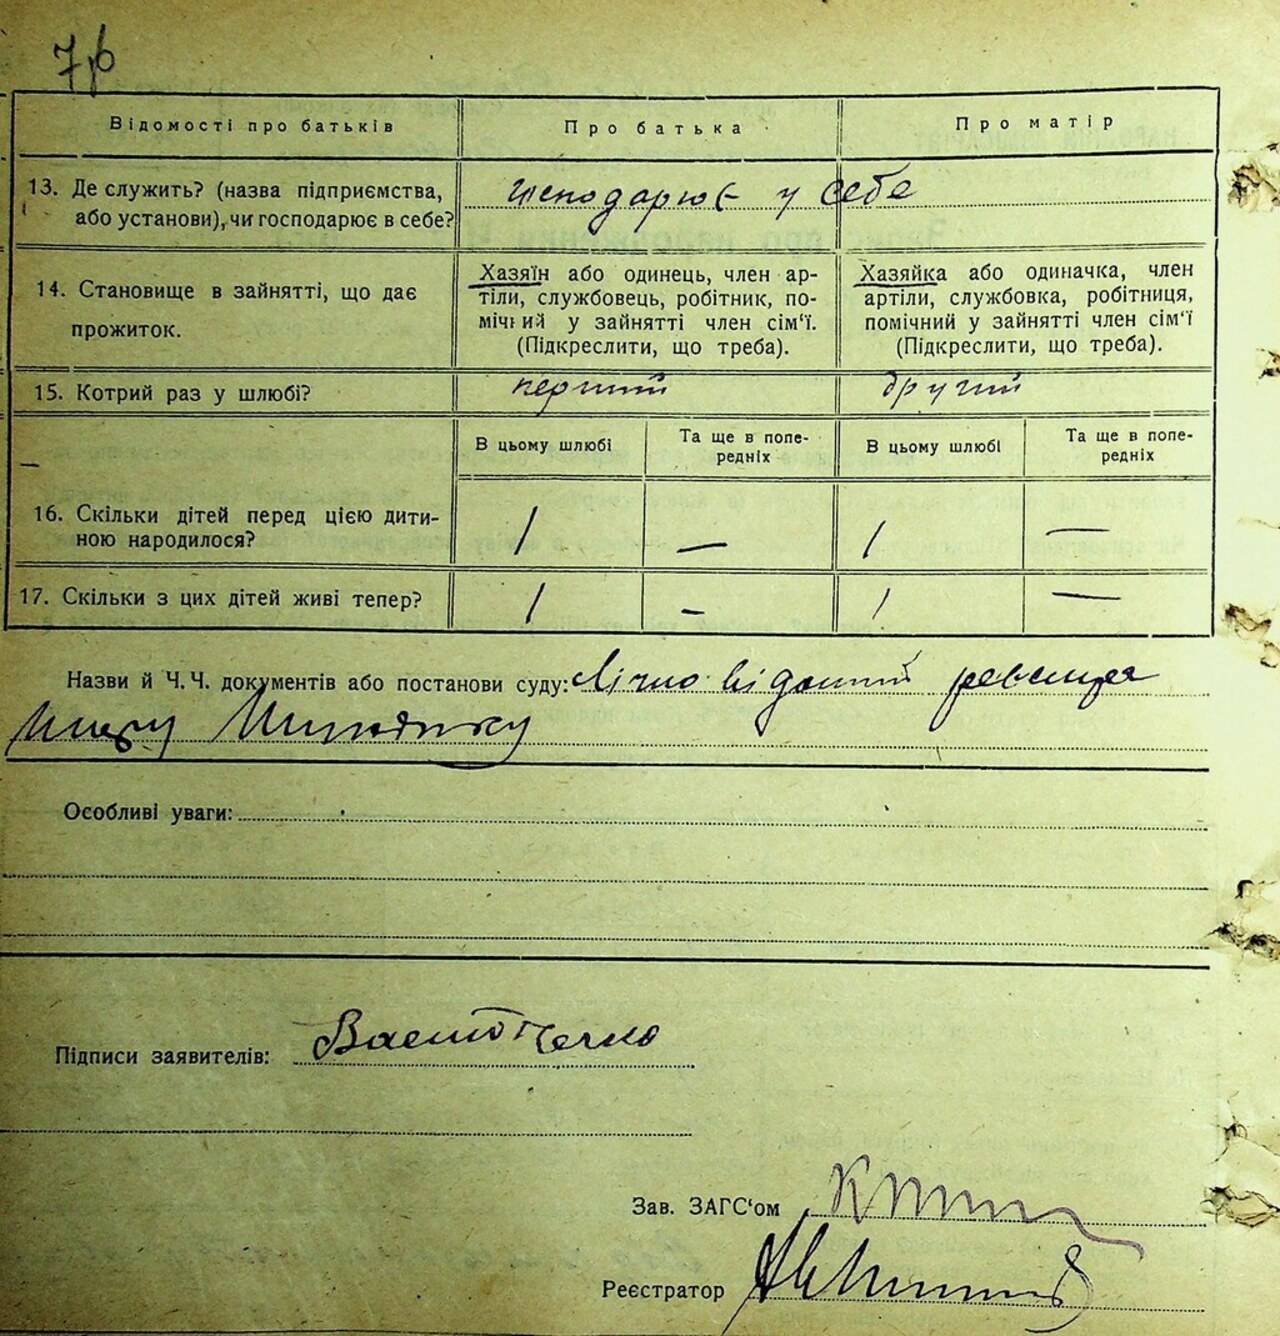 Відомості про батьків
Про батька
Про матір
13. Де служить? (назва підприємства,
або установи), чи господарює в себе?
господарює у себе
14. Становище в зайнятті, що дає
прожиток.
Хазяїн або одинець, член ар-
тіли, службовець, робітник, по-
мічний у зайнятті член сім‘ї.
(Підкреслити, що треба).
Хазяйка або одиначка, член
артіли, службовка, робітниця,
помічний у зайнятті член сім‘ї
(Підкреслити, що треба).
15. Котрий раз у шлюбі?
перший
другий
В цьому шлюбі
Та ще в попе-
редніх
В цьому шлюбі
Та ще в попе-
редніх
16. Скільки дітей перед цією дити-
ною народилося?
/
—
/
—
17. Скільки з цих дітей живі тепер?
/
–
/
—
Назви й Ч.Ч. документів або постанови суду: Лічно відомий
Особливі уваги:
Підписи заявителів:
Зав. ЗАГС‘ом
Реєстратор